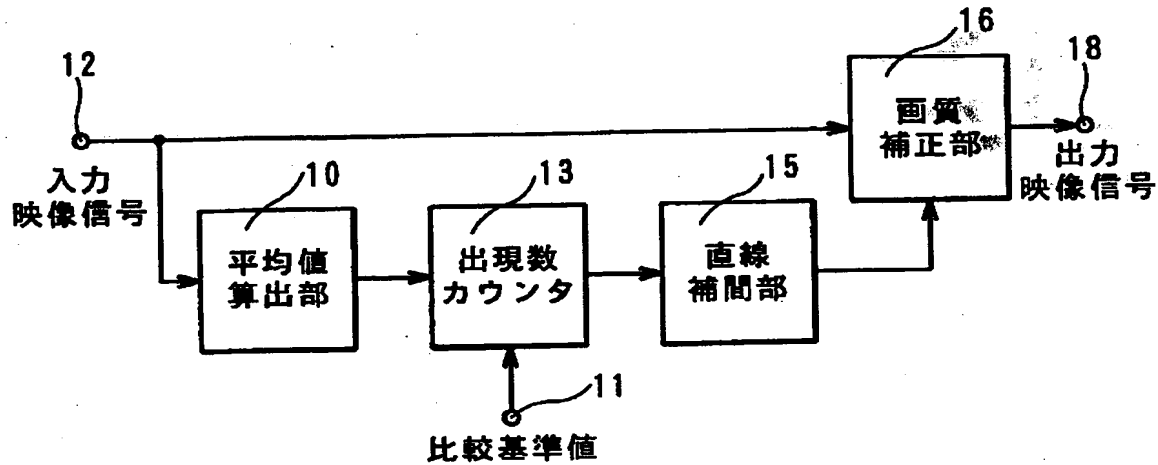 16
18
12
画質
補正部
出力
映像信号
入力
映像信号
10
13
15
平均値
算出部
出現数
カウンタ
直線
補間部
11
比較基準値